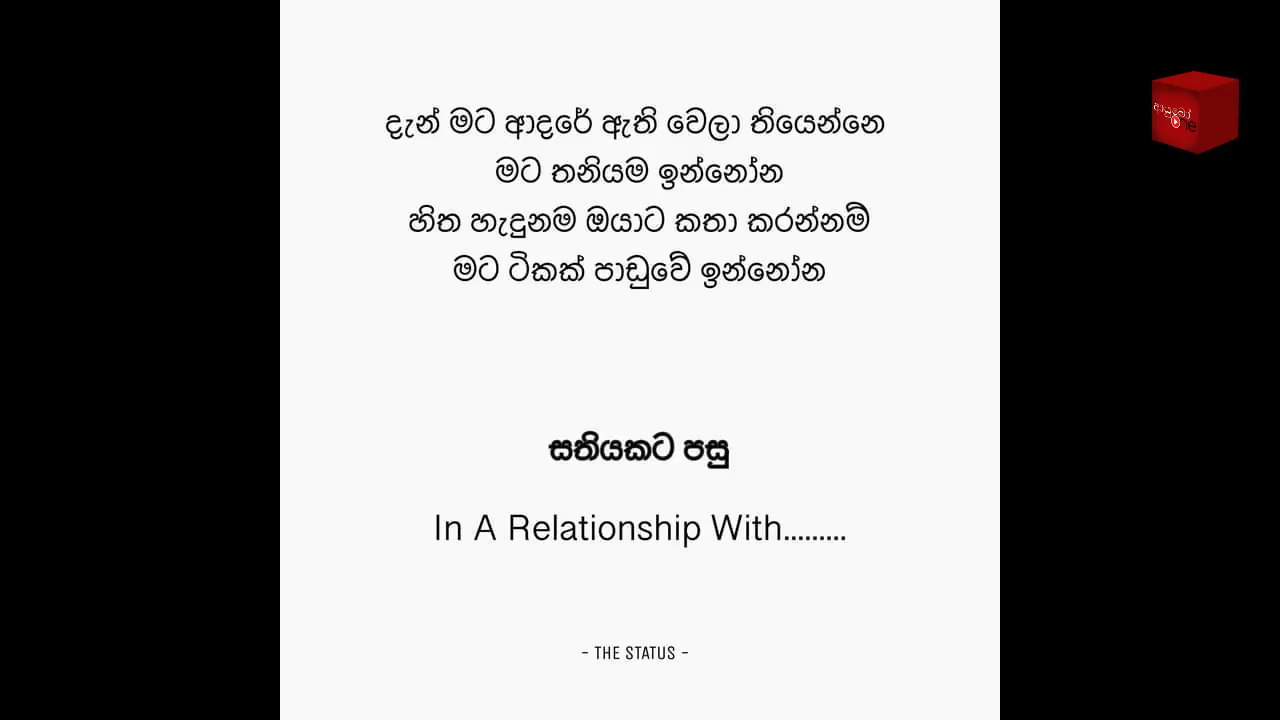 දැන් මට ආදරේ ඇති වෙලා තියෙන්නෙ
මට තනියම ඉන්නෝන
හිත හැදුනම ඔයාට කතා කරන්නම්
මට ටිකක් පාඩුවේ ඉන්නෝන
සතියකට පසු
In A Relationship With.........
- THE STATUS -